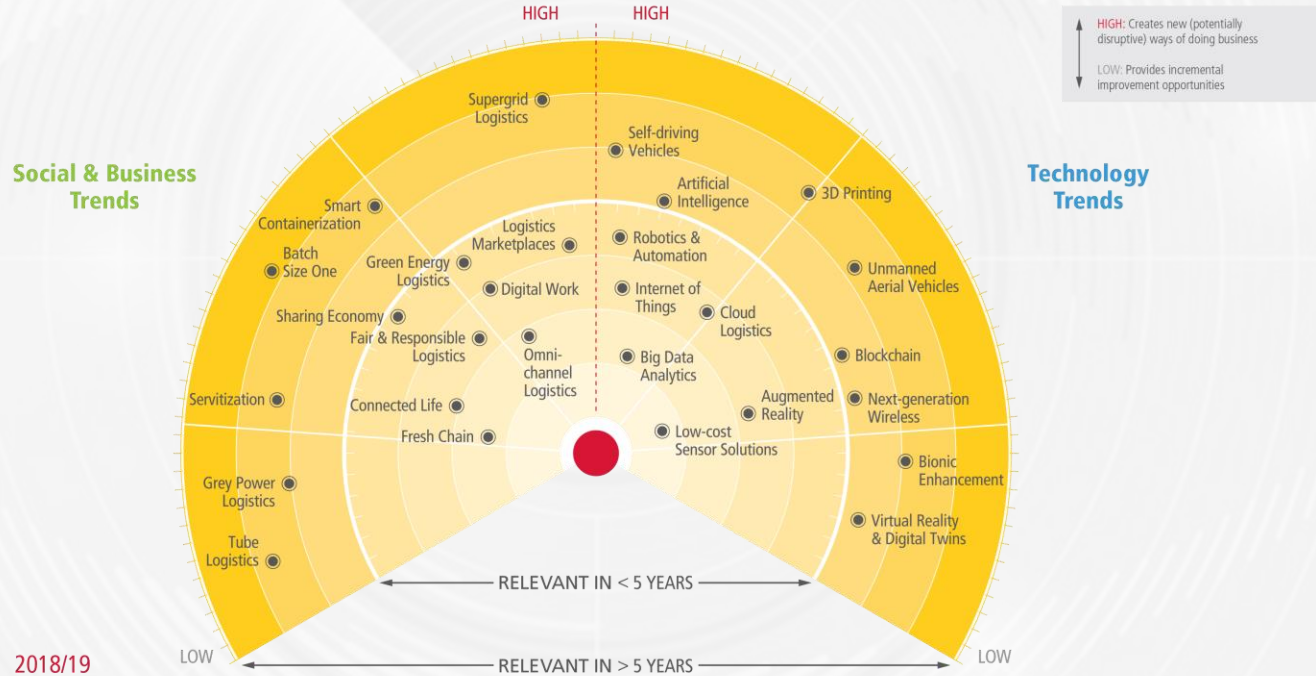 HIGH
HIGH
HIGH: Creates new (potentially
disruptive) ways of doing business
LOW: Provides incremental
improvement opportunities
Social & Business
Trends
Technology
Trends
Supergrid
Logistics
Self-driving
Vehicles
Smart
Containerization
Artificial
Intelligence
3D Printing
Batch
Size One
Logistics
Marketplaces
Robotics &
Automation
Green Energy
Logistics
Unmanned
Aerial Vehicles
Digital Work
Internet of
Things
Sharing Economy
Cloud
Logistics
Fair & Responsible
Logistics
Omni-
channel
Logistics
Big Data
Analytics
Blockchain
Servitization
Connected Life
Augmented
Reality
Next-generation
Wireless
Fresh Chain
Low-cost
Sensor Solutions
Grey Power
Logistics
Bionic
Enhancement
Tube
Logistics
Virtual Reality
& Digital Twins
RELEVANT IN < 5 YEARS
LOW
LOW
2018/19
RELEVANT IN > 5 YEARS